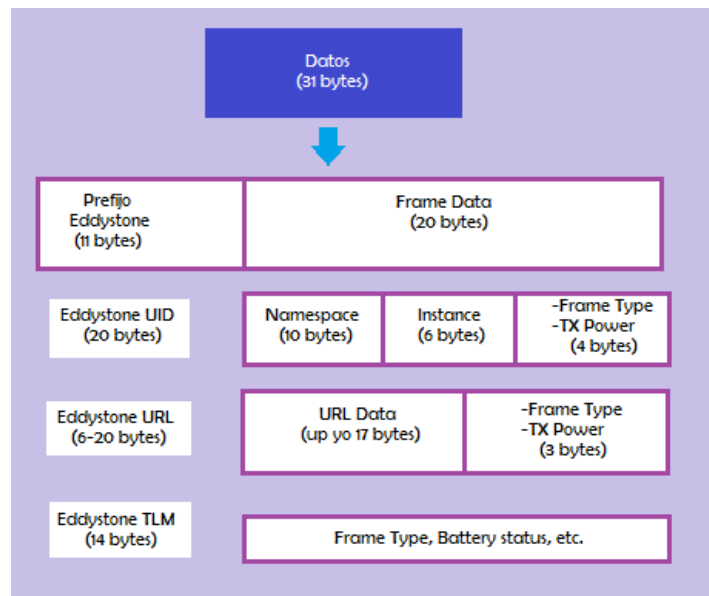 Datos
(31 bytes)
Prefijo
Eddystone
(11 bytes)
Frame Data
(20 bytes)
Eddystone UID
(20 bytes)
Namespace
(10 bytes)
Instance
(6 bytes)
-Frame Type
-TX Power
(4 bytes)
Eddystone URL
(6-20 bytes)
URL Data
(up yo 17 bytes)
-Frame Type
-TX Power
(3 bytes)
Eddystone TLM
(14 bytes)
Frame Type, Battery status, etc.